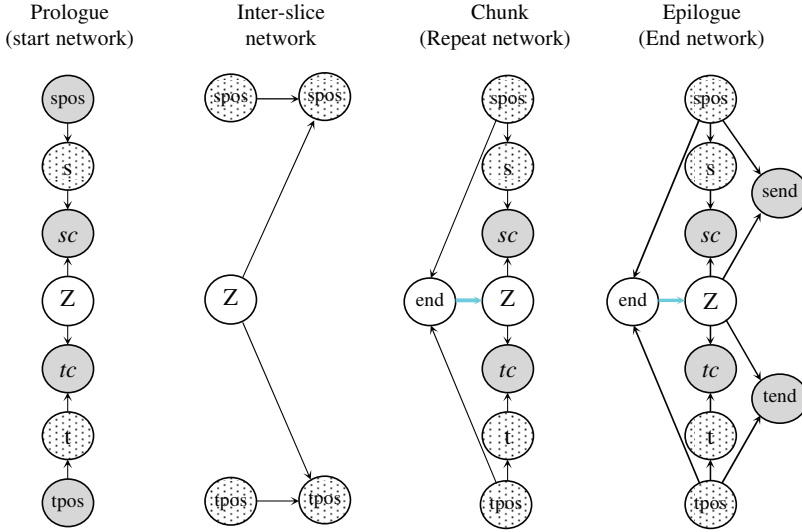 Prologue
(start network)
Inter-slice
network
Chunk
(Repeat network)
Epilogue
(End network)
spos
s
sc
Z
tc
t
tpos
spos
spos
Z
tpos
tpos
spos
s
sc
end
Z
tc
t
tpos
spos
s
send
sc
end
Z
tc
tend
t
tpos